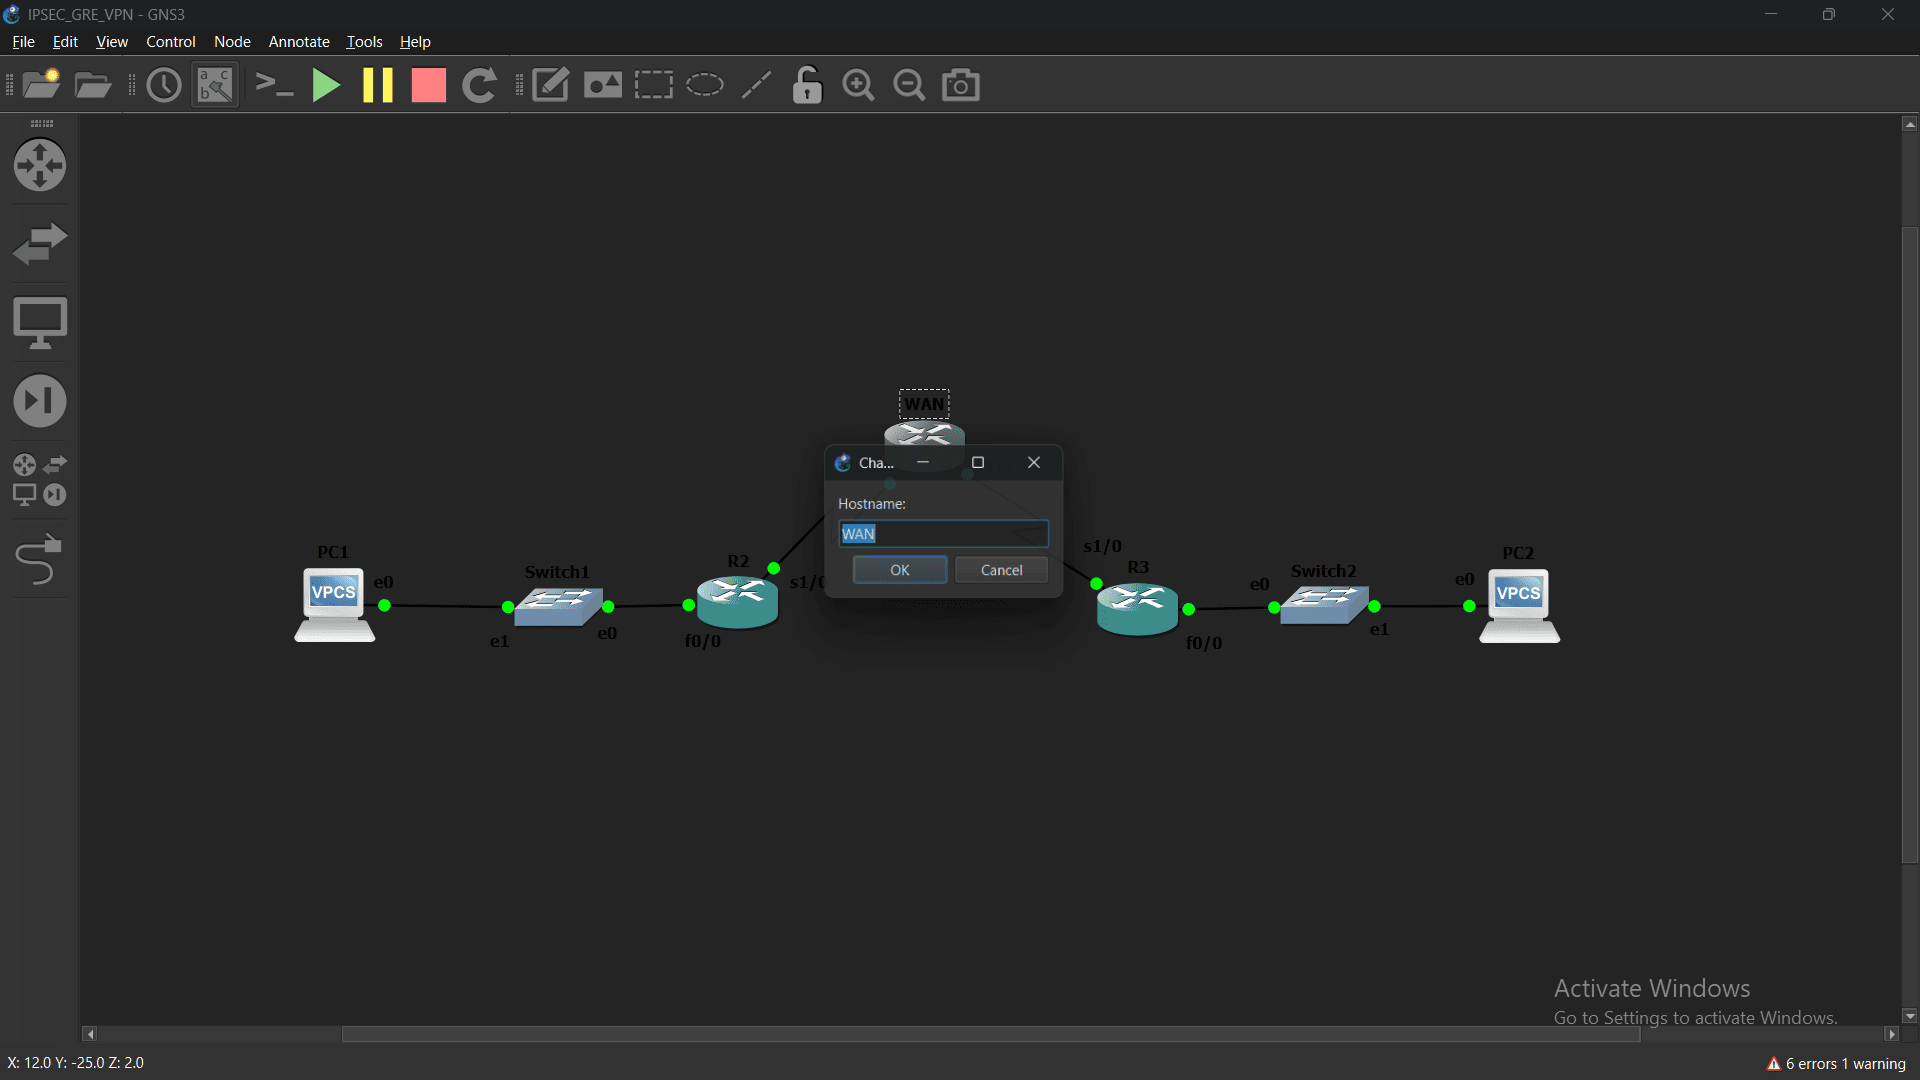 IPSEC_GRE_VPN - GNS3
File Edit View Control Node Annotate Tools Help
a c
b
WAN
Cha...
Hostname:
WAN
OK Cancel
PC1
VPCS
e0
Switch1
e1
e0
R2
s1/0
f0/0
s1/0
R3
f0/0
e0
Switch2
e1
PC2
e0
VPCS
Activate Windows
Go to Settings to activate Windows.
X: 12.0 Y: -25.0 Z: 2.0
6 errors 1 warning